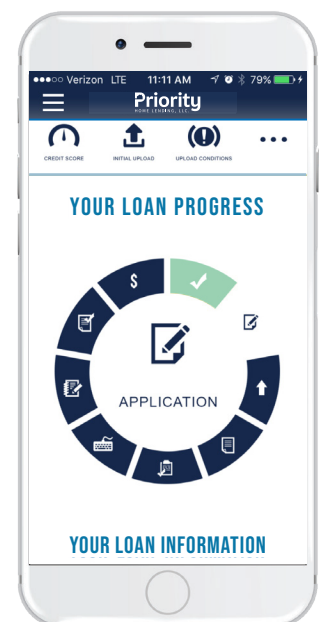 Verizon LTE 11:11 AM 79%
Priority
HOME LENDING, LLC.
CREDIT SCORE INITIAL UPLOAD UPLOAD CONDITIONS
YOUR LOAN PROGRESS
$
APPLICATION
YOUR LOAN INFORMATION